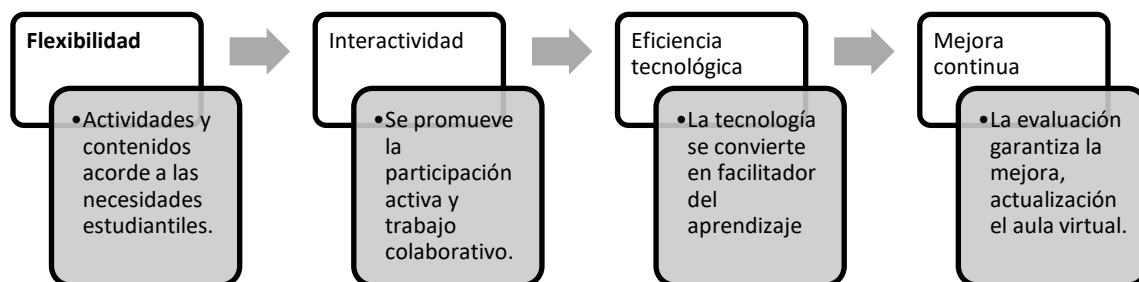 Flexibilidad
•Actividades y
contenidos
acorde a las
necesidades
estudiantiles.
Interactividad
•Se promueve
la
participación
activa y
trabajo
colaborativo.
Eficiencia
tecnológica
•La tecnología
se convierte
en facilitador
del
aprendizaje
Mejora
continua
•La evaluación
garantiza la
mejora,
actualización
el aula virtual.